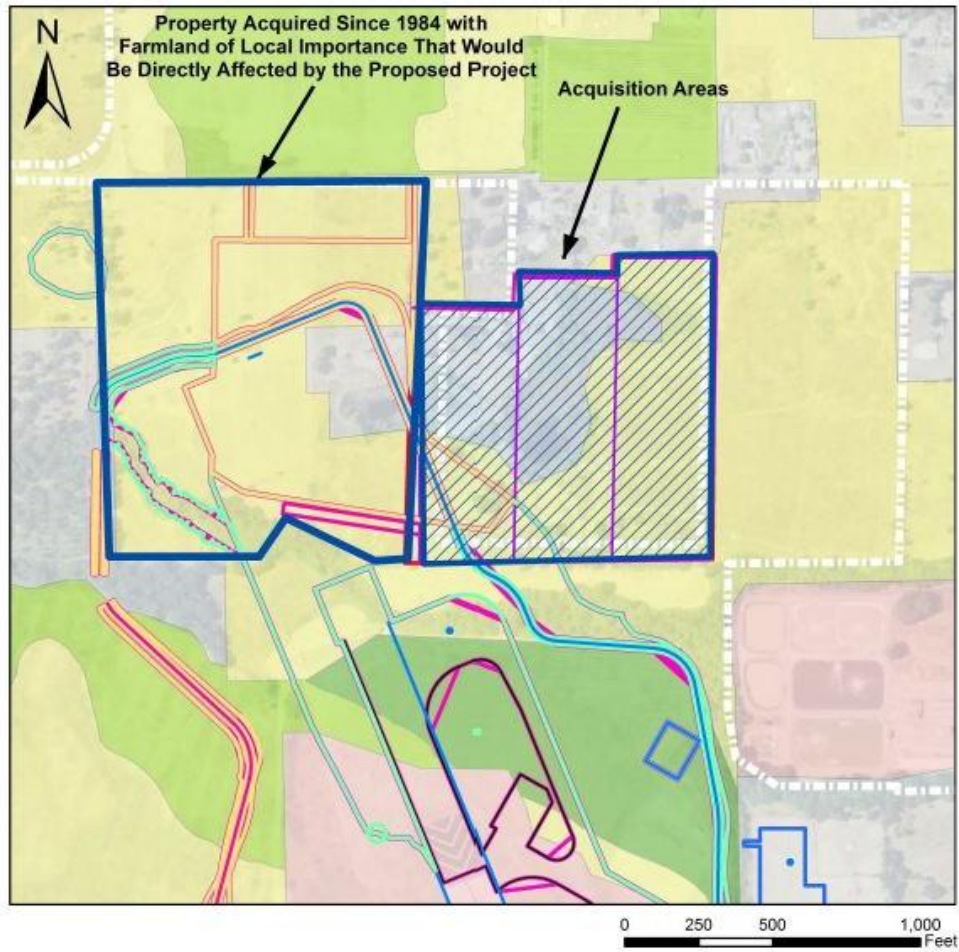 Property Acquired Since 1984 with
Farmland of Local Importance That Would
Be Directly Affected by the Proposed Project
N
Acquisition Areas
0 250 500 1,000
Feet